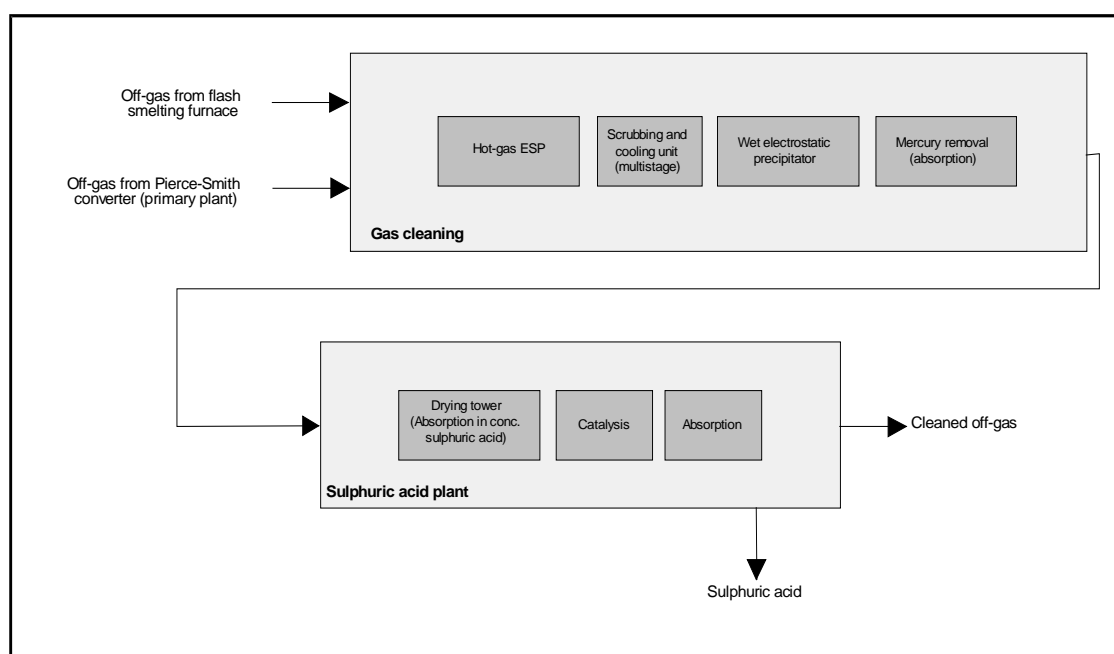 Off-gas from flash
smelting furnace
Off-gas from Pierce-Smith
converter (primary plant)
Hot-gas ESP
Scrubbing and
cooling unit
(multistage)
Wet electrostatic
precipitator
Mercury removal
(absorption)
Gas cleaning
Drying tower
(Absorption in conc.
sulphuric acid)
Catalysis
Absorption
Sulphuric acid plant
Cleaned off-gas
Sulphuric acid